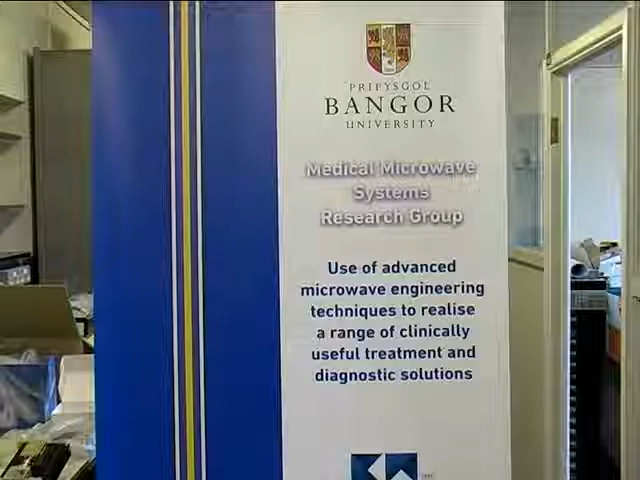 PRIFYSGOL
BANGOR
UNIVERSITY
Medical Microwave
Systems
Research Group
Use of advanced
microwave engineering
techniques to realise
a range of clinically
useful treatment and
diagnostic solutions